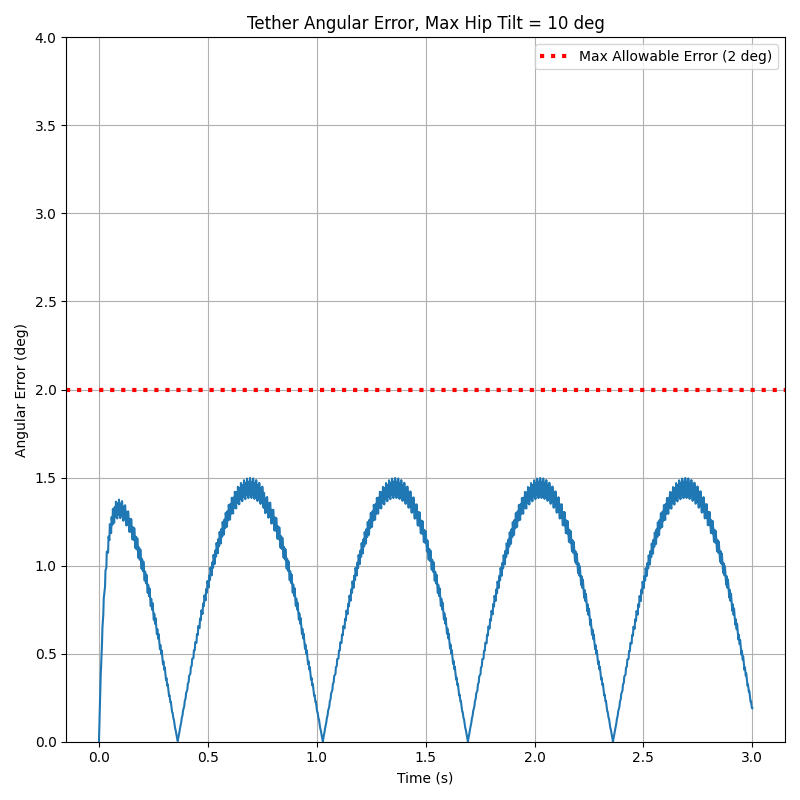 Tether Angular Error, Max Hip Tilt = 10 deg
Max Allowable Error (2 deg)
4.0
3.5
3.0
2.5
2.0
1.5
1.0
0.5
0.0
Angular Error (deg)
0.0 0.5 1.0 1.5 2.0 2.5 3.0
Time (s)